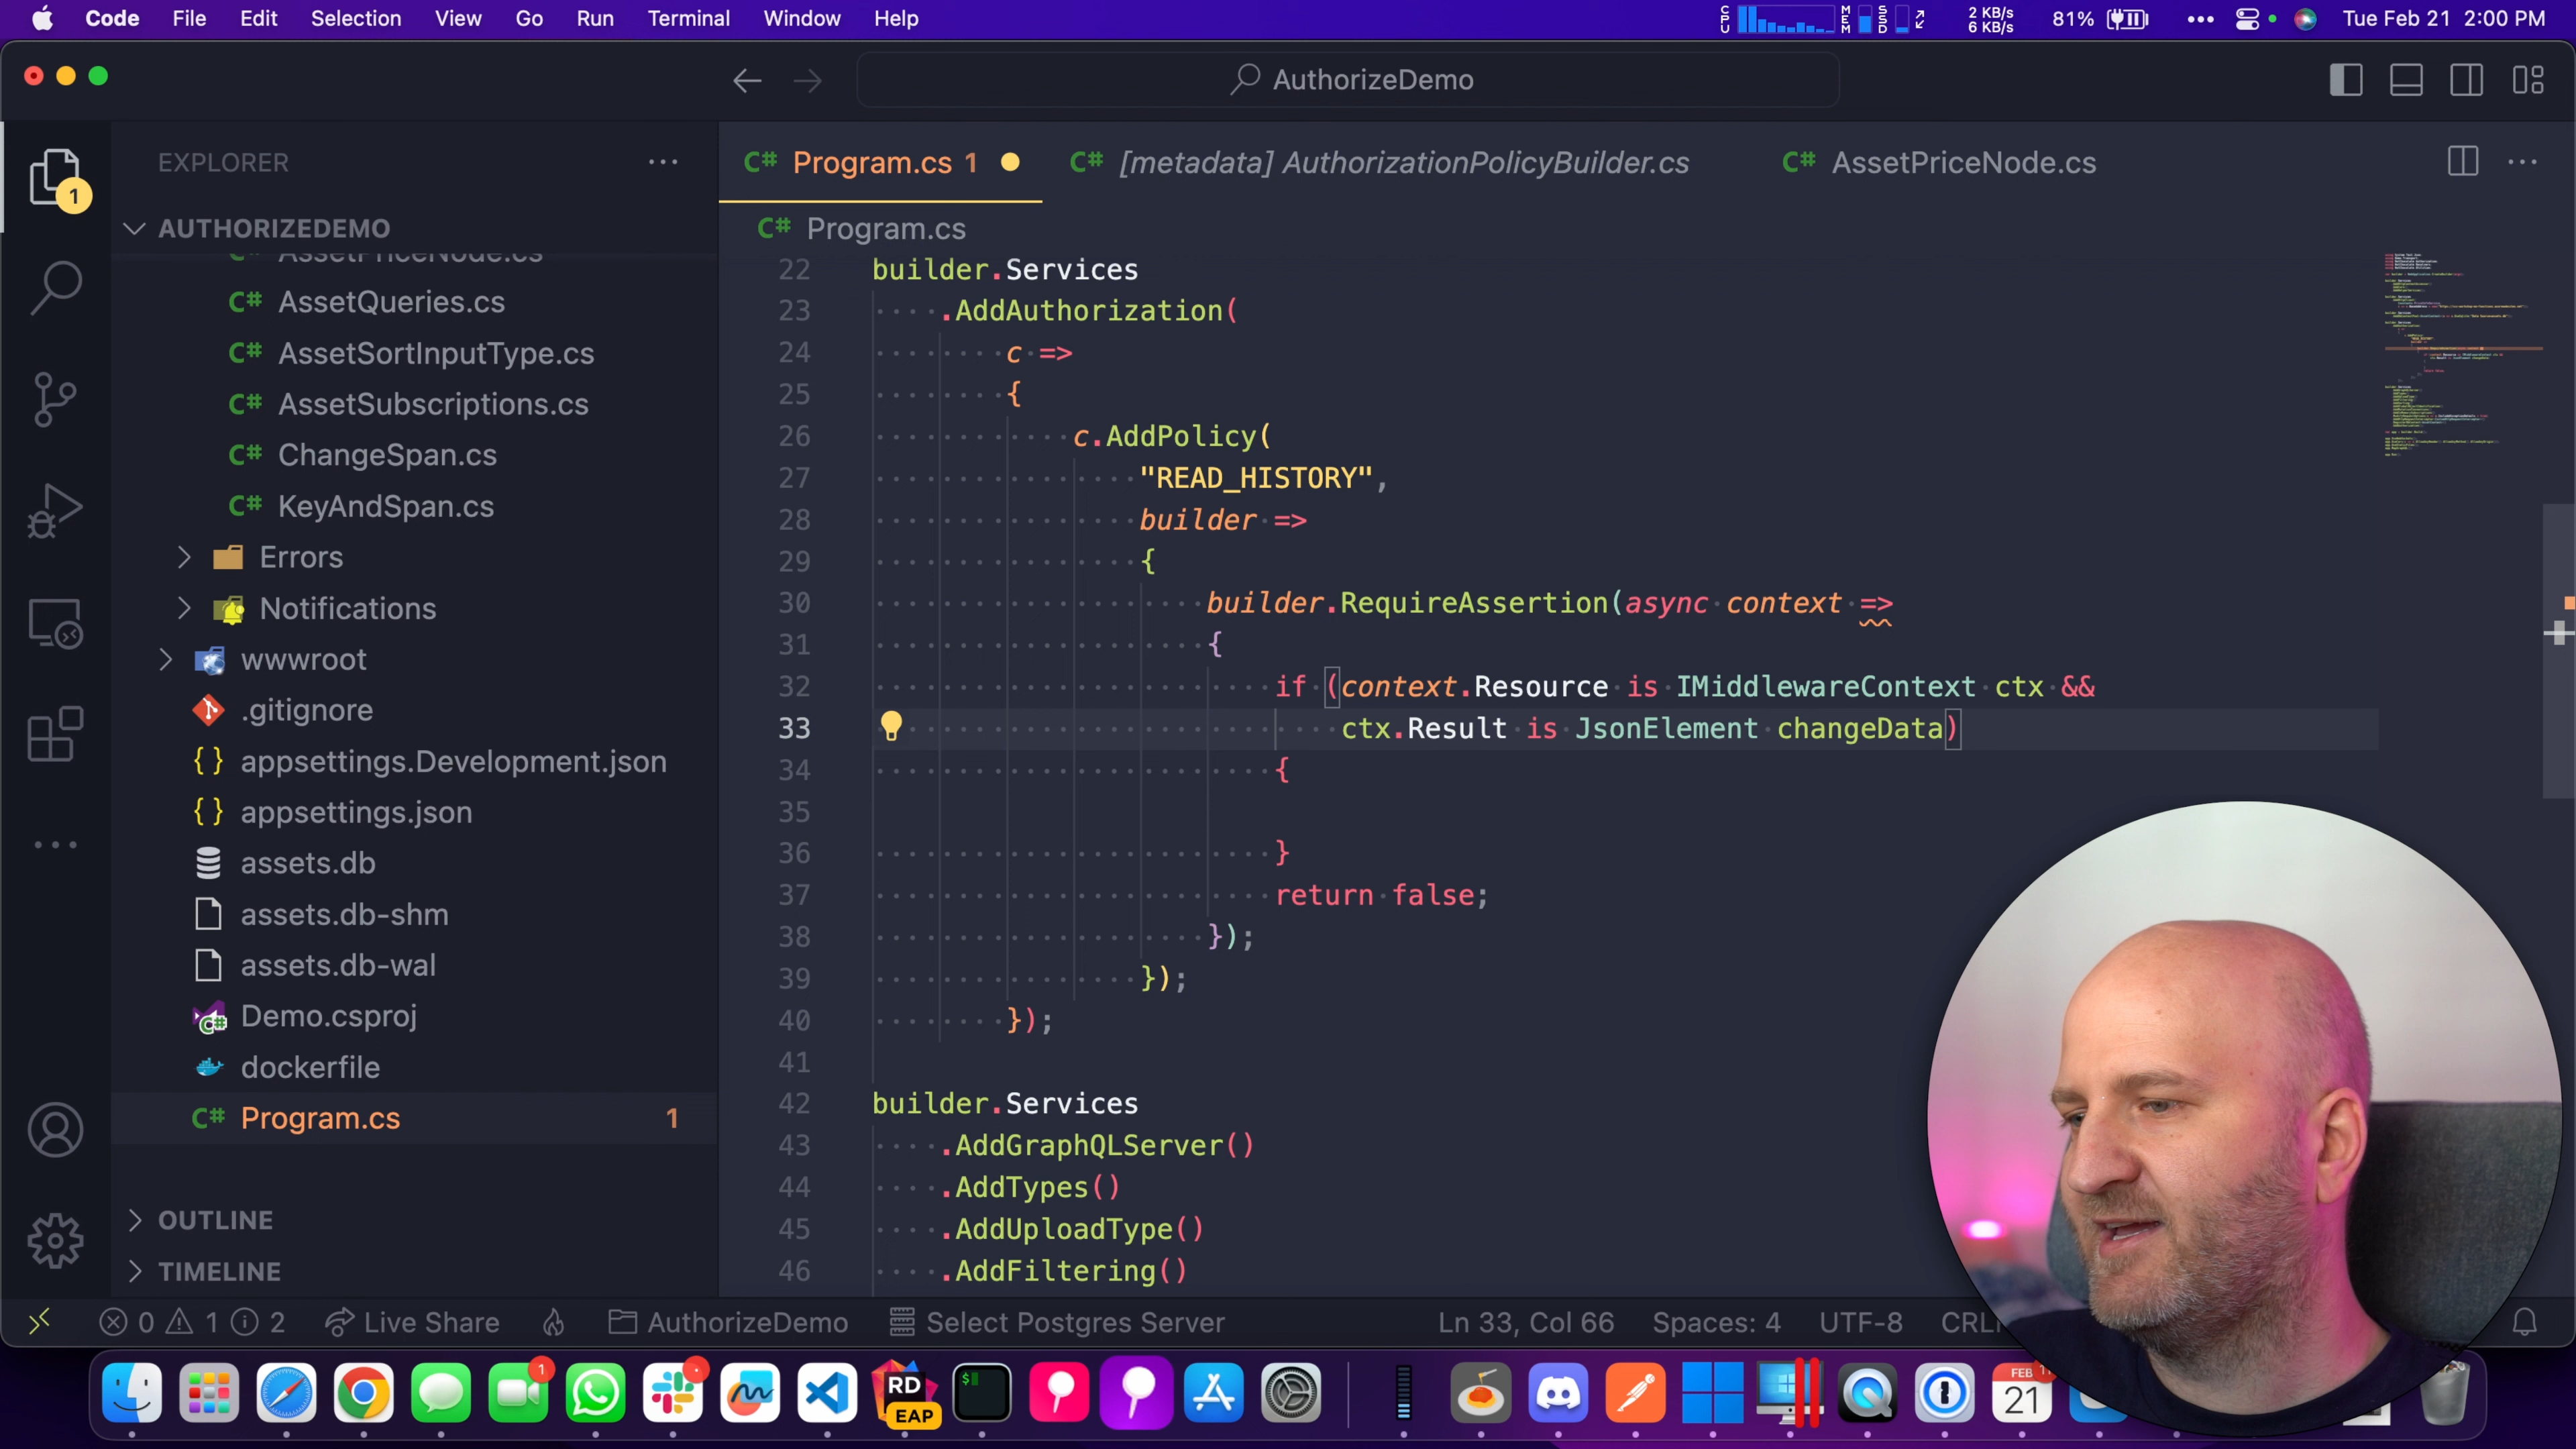 Code File Edit Selection View Go Run Terminal Window Help
CPU MEM SSD 2 KB/s 6 KB/s 81% Tue Feb 21 2:00 PM
AuthorizeDemo
EXPLORER
1
C# Program.cs 1
C# [metadata] AuthorizationPolicyBuilder.cs
C# AssetPriceNode.cs
AUTHORIZEDEMO
C# Program.cs
C# AssetPriceNode.cs
C# AssetQueries.cs
C# AssetSortInputType.cs
C# AssetSubscriptions.cs
C# ChangeSpan.cs
C# KeyAndSpan.cs
Errors
Notifications
wwwroot
.gitignore
{} appsettings.Development.json
{} appsettings.json
assets.db
assets.db-shm
assets.db-wal
Demo.csproj
dockerfile
C# Program.cs 1
OUTLINE
TIMELINE
22 builder.Services
23 .AddAuthorization(
24 c =>
25 {
26 c.AddPolicy(
27 "READ_HISTORY",
28 builder =>
29 {
30 builder.RequireAssertion(async context =>
31 {
32 if (context.Resource is IMiddlewareContext ctx &&
33 ctx.Result is JsonElement changeData)
34 {
35
36 }
37 return false;
38 });
39 });
40 });
41
42 builder.Services
43 .AddGraphQLServer()
44 .AddTypes()
45 .AddUploadType()
46 .AddFiltering()
0 1 2 Live Share AuthorizeDemo Select Postgres Server Ln 33, Col 66 Spaces: 4 UTF-8
1
RD
EAP
$
FEB
21